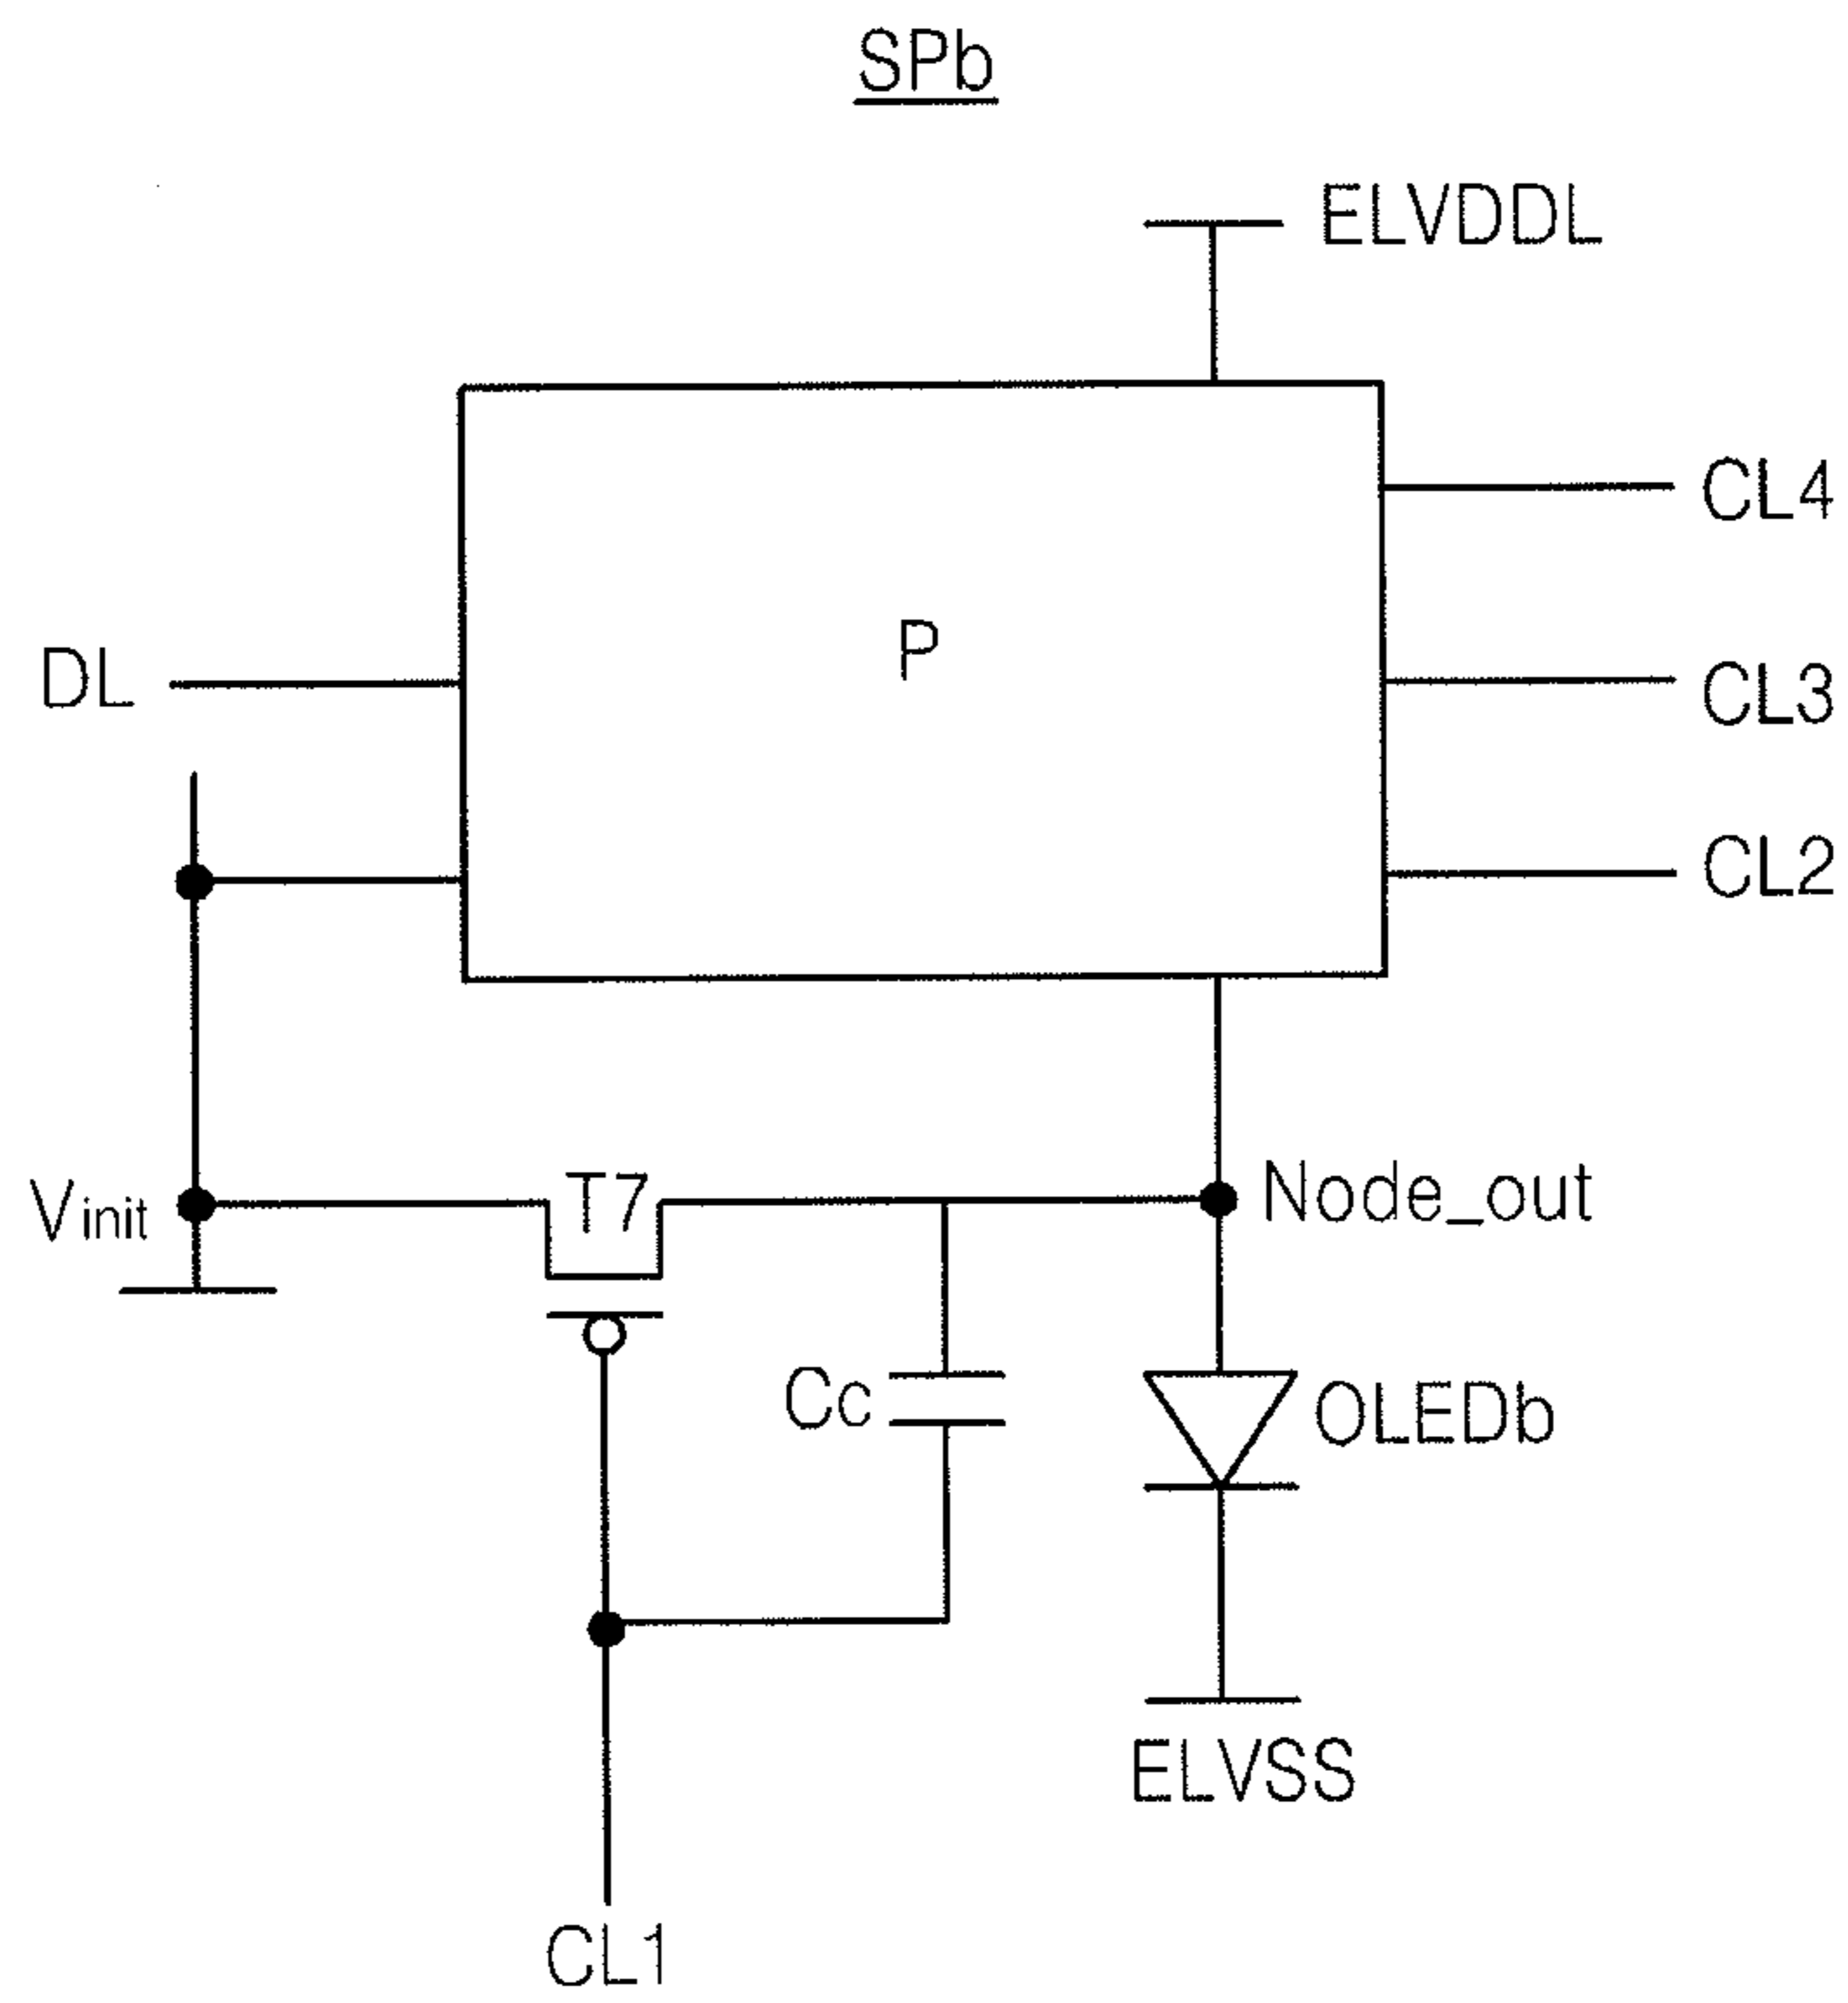 SPb
ELVDDL
CL4
P
DL
CL3
CL2
T7
Node_out
Vinit
Cc
OLEDb
ELVSS
CL1